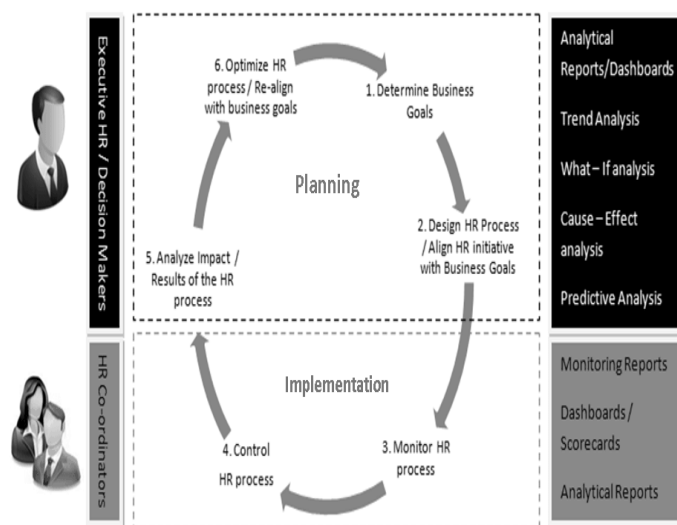 Executive HR / Decision Makers
6. Optimize HR
process / Re-align
with business goals
1. Determine Business
Goals
Planning
2. Design HR Process
/ Align HR initiative
with Business Goals
5. Analyze Impact /
Results of the HR
process
Analytical
Reports/Dashboards
Trend Analysis
What – If analysis
Cause – Effect
analysis
Predictive Analysis
HR Co-ordinators
Implementation
3. Monitor HR
process
4. Control
HR process
Monitoring Reports
Dashboards /
Scorecards
Analytical Reports